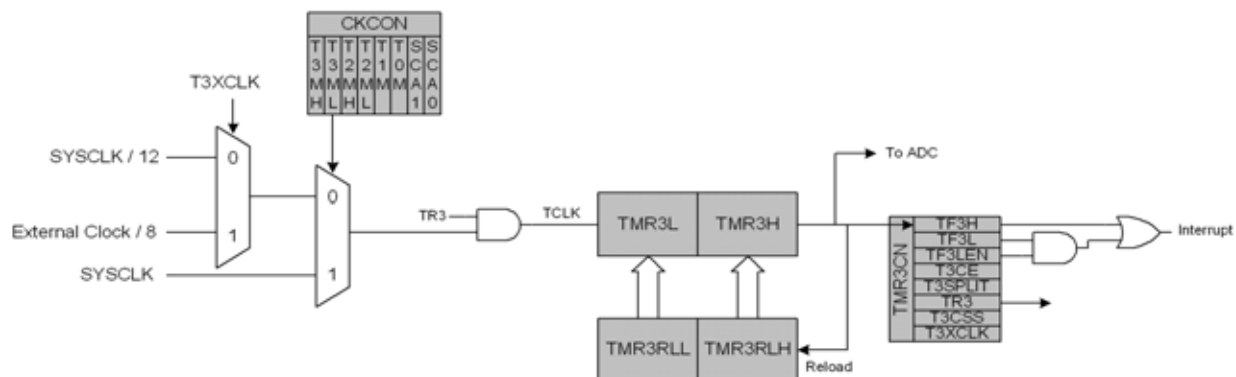 CKCON
T3MH T3ML T2MH T2ML T1M T0M SCA1 SCA0
T3XCLK
SYSCLK / 12
0
External Clock / 8
1
SYSCLK
0
1
TR3
TCLK
TMR3L TMR3H
To ADC
TMR3RLL TMR3RLH
Reload
TMR3CN
TF3H
TF3L
TF3LEN
T3CE
T3SPLIT
TR3
T3CSS
T3XCLK
Interrupt